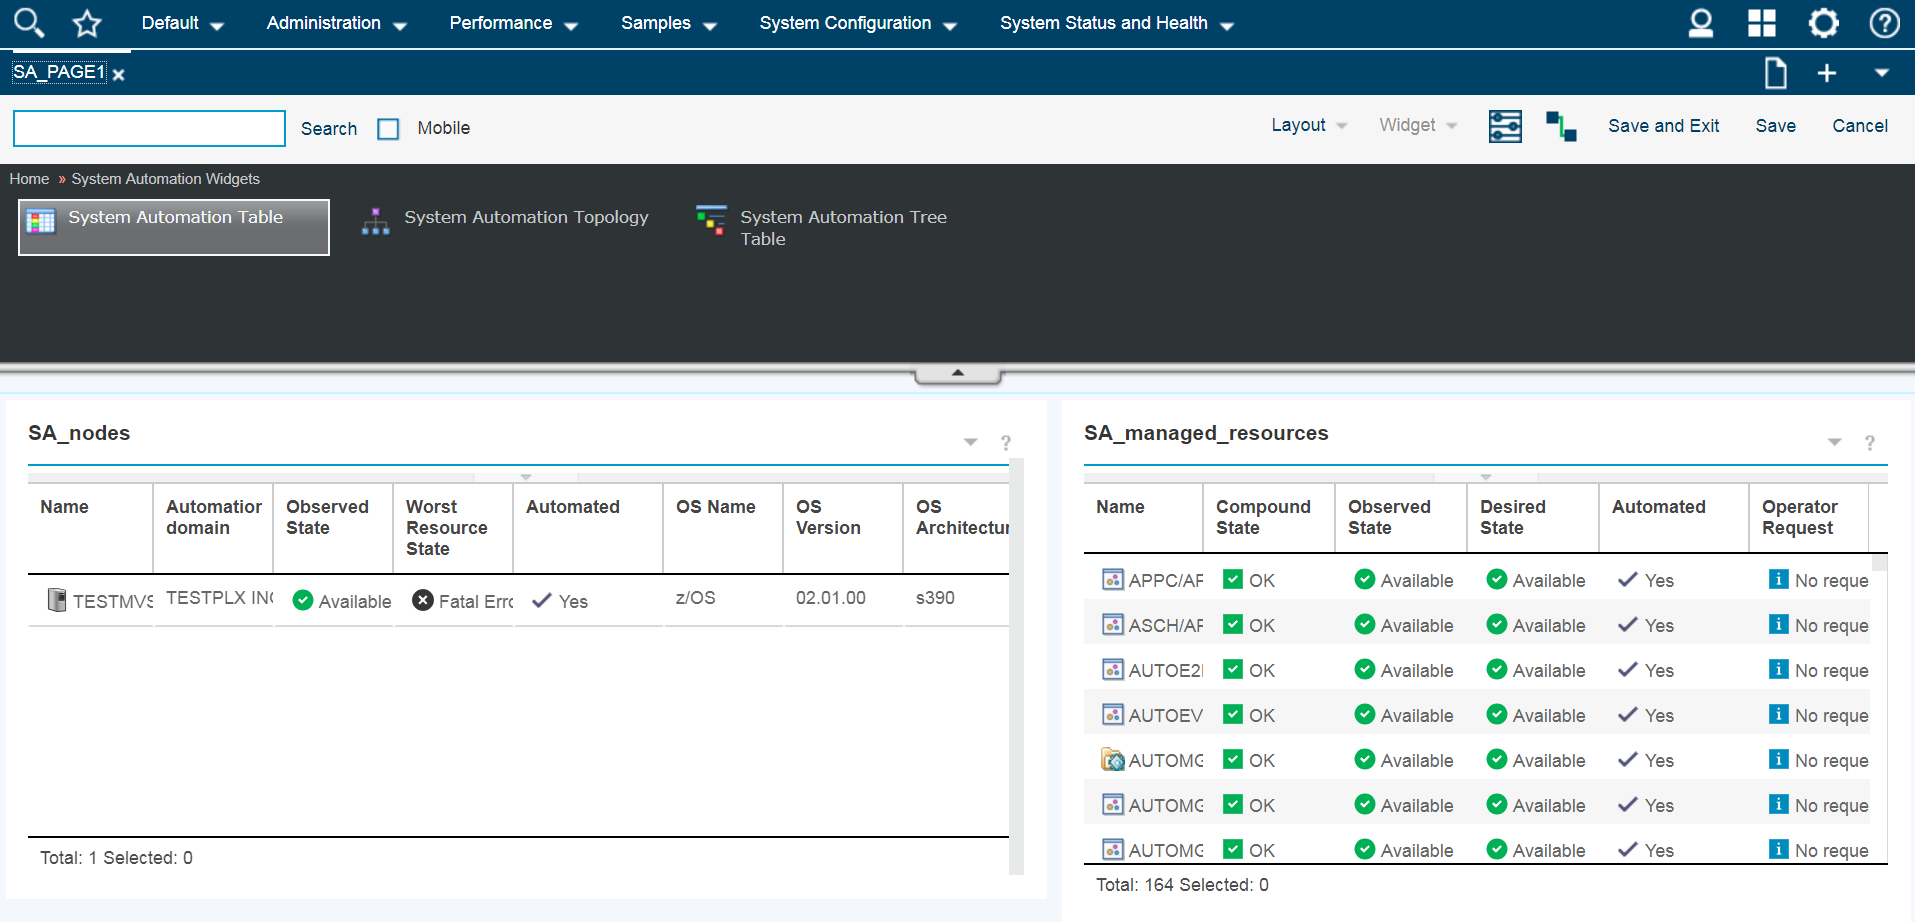 Default Administration Performance Samples System Configuration System Status and Health
SA_PAGE1
Search Mobile Layout Widget Save and Exit Save Cancel
Home » System Automation Widgets
System Automation Table
System Automation Topology
System Automation Tree
Table
SA_nodes
?
Name Automation domain Observed State Worst Resource State Automated OS Name OS Version OS Architectur
TESTMVS TESTPLX ING Available Fatal Erro Yes z/OS 02.01.00 s390
Total: 1 Selected: 0
SA_managed_resources
?
Name Compound State Observed State Desired State Automated Operator Request
APPC/AP OK Available Available Yes No reque
ASCH/AP OK Available Available Yes No reque
AUTOE2 OK Available Available Yes No reque
AUTOEV OK Available Available Yes No reque
AUTOMG OK Available Available Yes No reque
AUTOMG OK Available Available Yes No reque
AUTOMG OK Available Available Yes No reque
Total: 164 Selected: 0